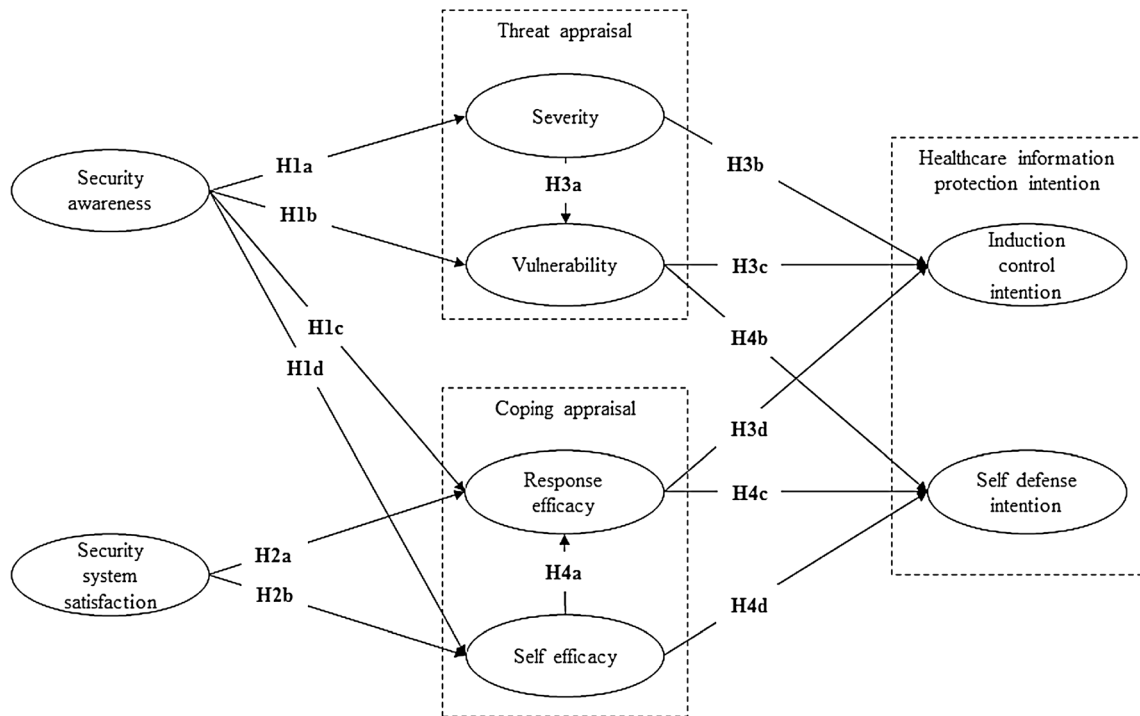 Threat appraisal
Severity
H1a
H3b
Healthcare information
protection intention
Security
awareness
H3a
H1b
Vulnerability
H3c
Induction
control
intention
H1c
H4b
H1d
Coping appraisal
H3d
Response
efficacy
H4c
Self defense
intention
Security
system
satisfaction
H2a
H4a
H2b
H4d
Self efficacy